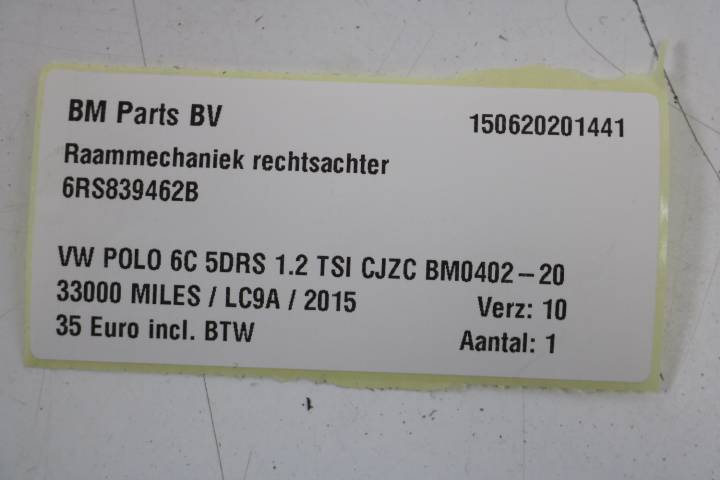 BM Parts BV 150620201441
Raammechaniek rechtsachter
6RS839462B
VW POLO 6C 5DRS 1.2 TSI CJZC BM0402-20
33000 MILES / LC9A / 2015 Verz: 10
35 Euro incl. BTW Aantal: 1